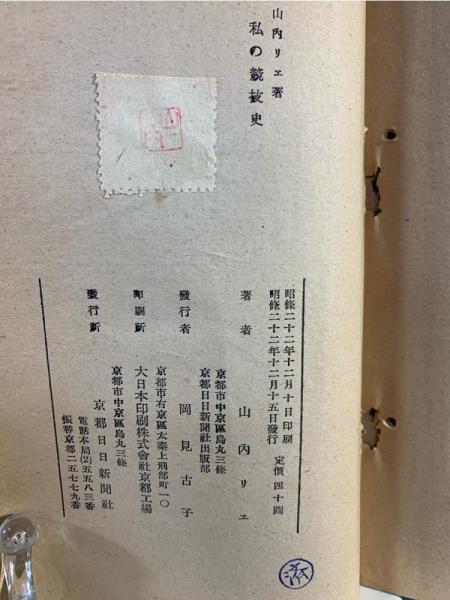 山内リヱ著
私の競技史
昭和二十二年十二月十日印刷
昭和二十二年十二月十五日發行
定價四十圓
著者
山内リヱ
京都市中京區烏丸三條
京都日日新聞社出版部
發行者
岡見古子
京都市右京區太秦上刑部町一〇
印刷所
大日本印刷株式會社京都工場
京都市中京區烏丸三條
發行所
京都日日新聞社
電話本局(2)五五八三番
振替京都二五七七九番
済